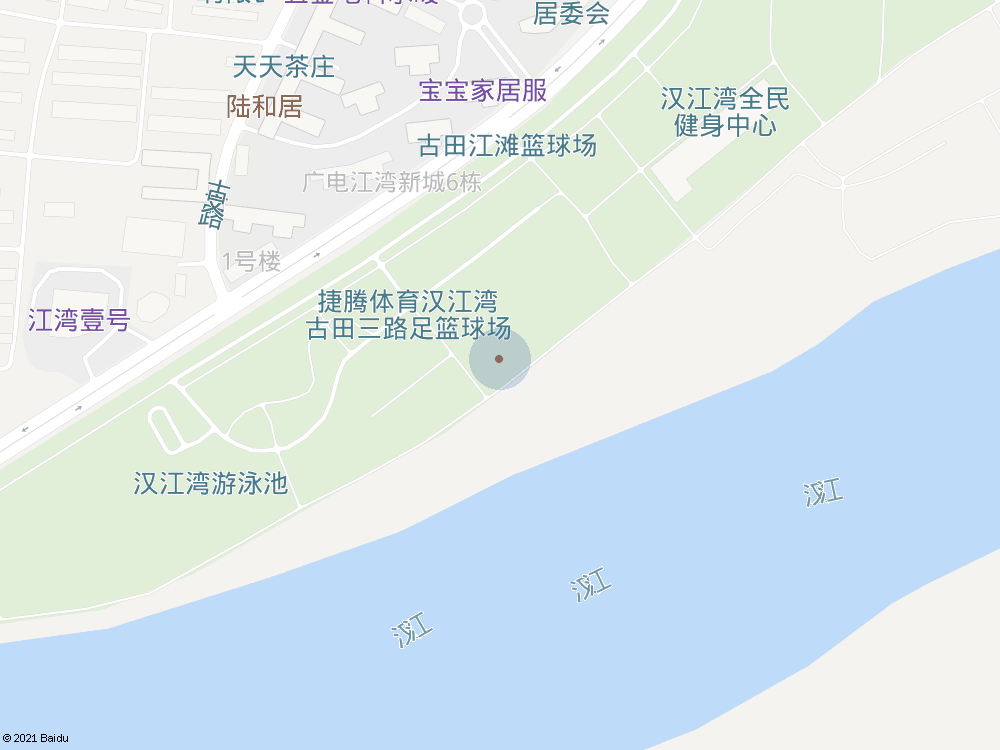 居委会
天天茶庄
宝宝家居服
陆和居
汉江湾全民
健身中心
古田江滩篮球场
广电江湾新城6栋
1号楼
捷腾体育汉江湾
古田三路足篮球场
江湾壹号
汉江湾游泳池
汉江
汉江
汉江
© 2021 Baidu